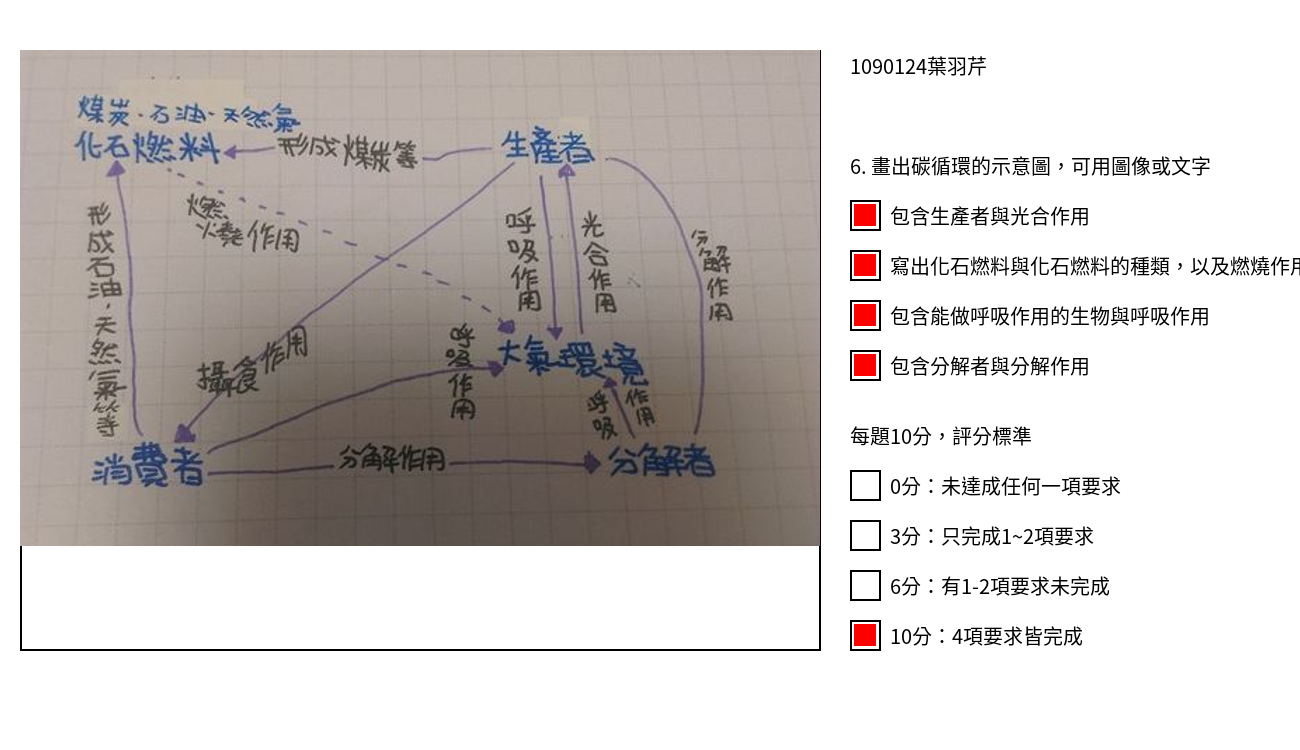 煤炭·石油·天然氣
化石燃料
形成煤炭等
生產者
燃燒作用
形成石油,天然氣等
呼吸作用
光合作用
分解作用
攝食作用
呼吸作用
大氣環境
呼吸作用
消費者
分解作用
分解者
1090124葉羽芹
6. 畫出碳循環的示意圖，可用圖像或文字
包含生產者與光合作用
寫出化石燃料與化石燃料的種類，以及燃燒作用
包含能做呼吸作用的生物與呼吸作用
包含分解者與分解作用
每題10分，評分標準
0分：未達成任何一項要求
3分：只完成1~2項要求
6分：有1-2項要求未完成
10分：4項要求皆完成